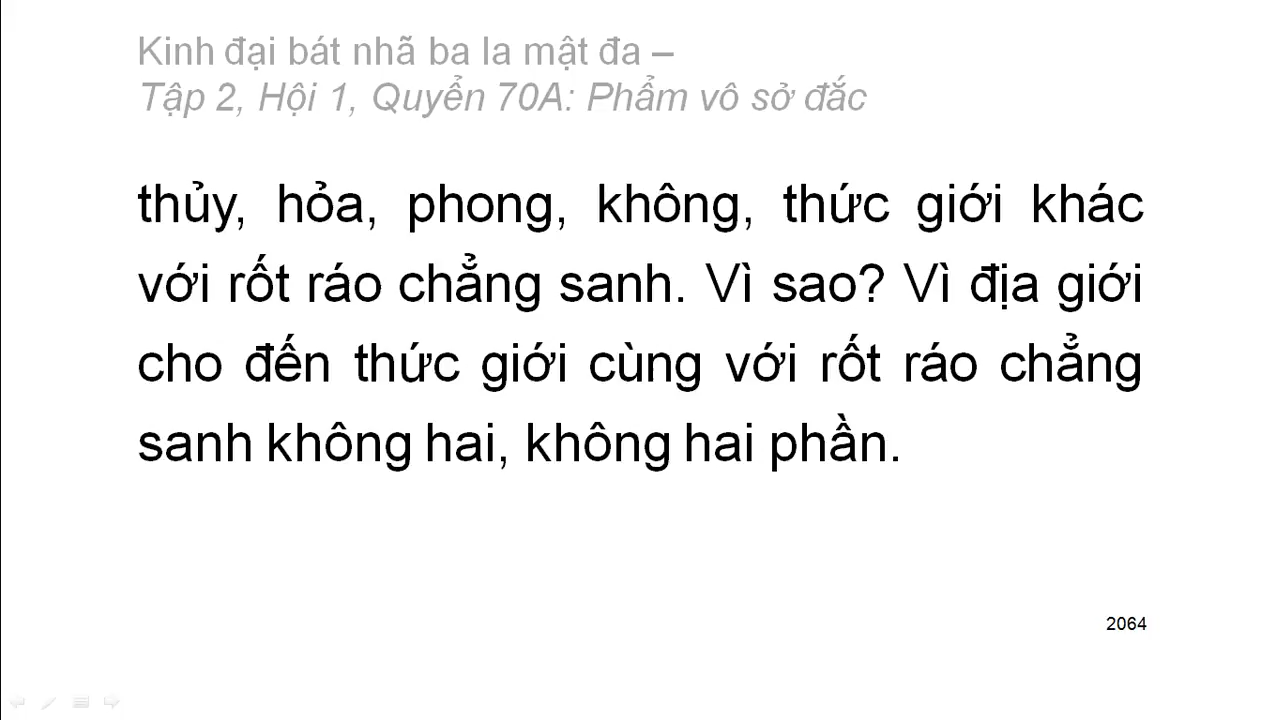 Kinh đại bát nhã ba la mật đa –
Tập 2, Hội 1, Quyển 70A: Phẩm vô sở đắc
thủy, hỏa, phong, không, thức giới khác
với rốt ráo chẳng sanh. Vì sao? Vì địa giới
cho đến thức giới cùng với rốt ráo chẳng
sanh không hai, không hai phần.
2064